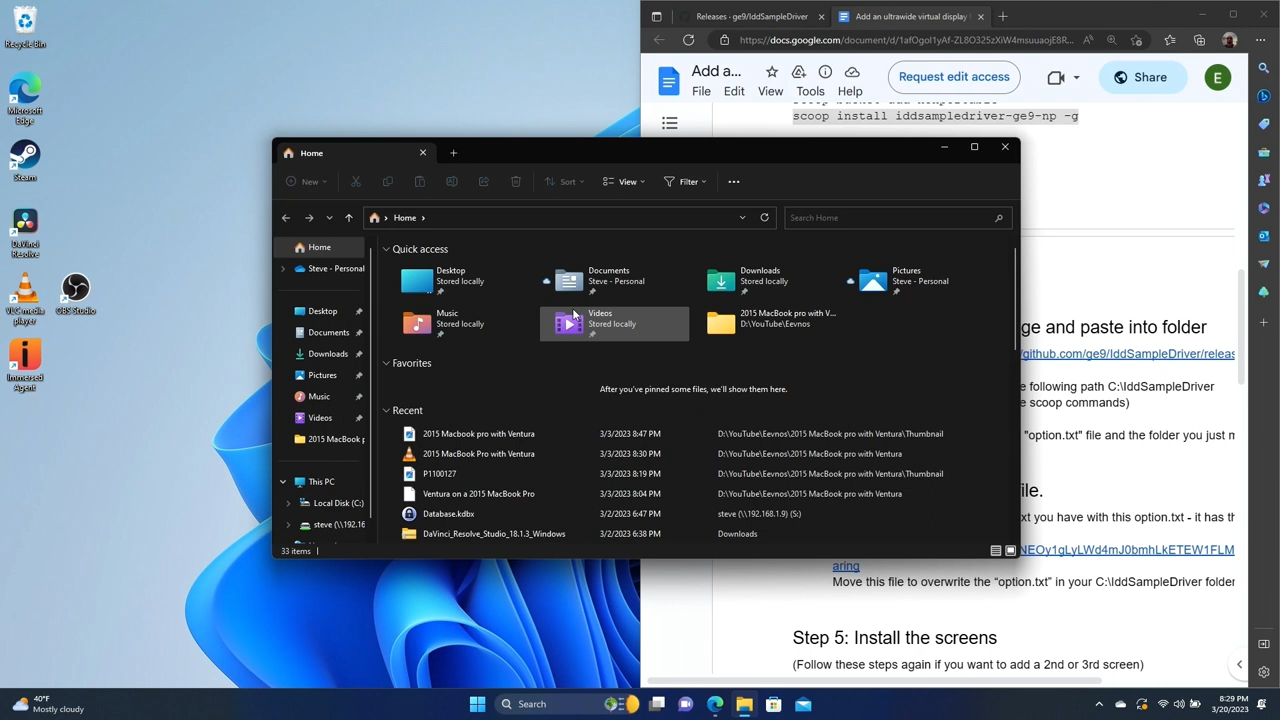 Recycle Bin
Microsoft
Edge
Steam
DaVinci
Resolve
VLC media
player
OBS Studio
Immersed
Agent
Releases · ge9/IddSampleDriver
Add an ultrawide virtual display
https://docs.google.com/document/d/1afOgol1yAf-ZL8O325zXiW4msuuaojE8R...
Add a...
File Edit View Tools Help
Request edit access
Share
E
scoop install iddsampledriver-ge9-np -g
Home
New Sort View Filter
Home
Search Home
Home
Steve - Personal
Desktop
Documents
Downloads
Pictures
Music
Videos
2015 MacBook p
This PC
Local Disk (C:)
steve (\\192.16
Quick access
Desktop
Stored locally
Documents
Steve - Personal
Downloads
Stored locally
Pictures
Steve - Personal
Music
Stored locally
Videos
Stored locally
2015 MacBook pro with V...
D:\YouTube\Eevnos
Favorites
After you've pinned some files, we'll show them here.
Recent
2015 Macbook pro with Ventura 3/3/2023 8:47 PM D:\YouTube\Eevnos\2015 MacBook pro with Ventura\Thumbnail
2015 MacBook Pro with Ventura 3/3/2023 8:30 PM D:\YouTube\Eevnos\2015 MacBook pro with Ventura
P1100127 3/3/2023 8:19 PM D:\YouTube\Eevnos\2015 MacBook pro with Ventura\Thumbnail
Ventura on a 2015 MacBook Pro 3/3/2023 8:04 PM D:\YouTube\Eevnos\2015 MacBook pro with Ventura
Database.kdbx 3/2/2023 6:47 PM steve (\\192.168.1.9) (S:)
DaVinci_Resolve_Studio_18.1.3_Windows 3/2/2023 6:38 PM Downloads
33 items
ge and paste into folder
/github.com/ge9/IddSampleDriver/releas
e following path C:\IddSampleDriver
e scoop commands)
"option.txt" file and the folder you just m
ile.
xt you have with this option.txt - it has th
NEOy1gLyLWd4mJ0bmhLkETEW1FLM
aring
Move this file to overwrite the "option.txt" in your C:\IddSampleDriver folder
Step 5: Install the screens
(Follow these steps again if you want to add a 2nd or 3rd screen)
40°F
Mostly cloudy
Search
8:29 PM
3/20/2023